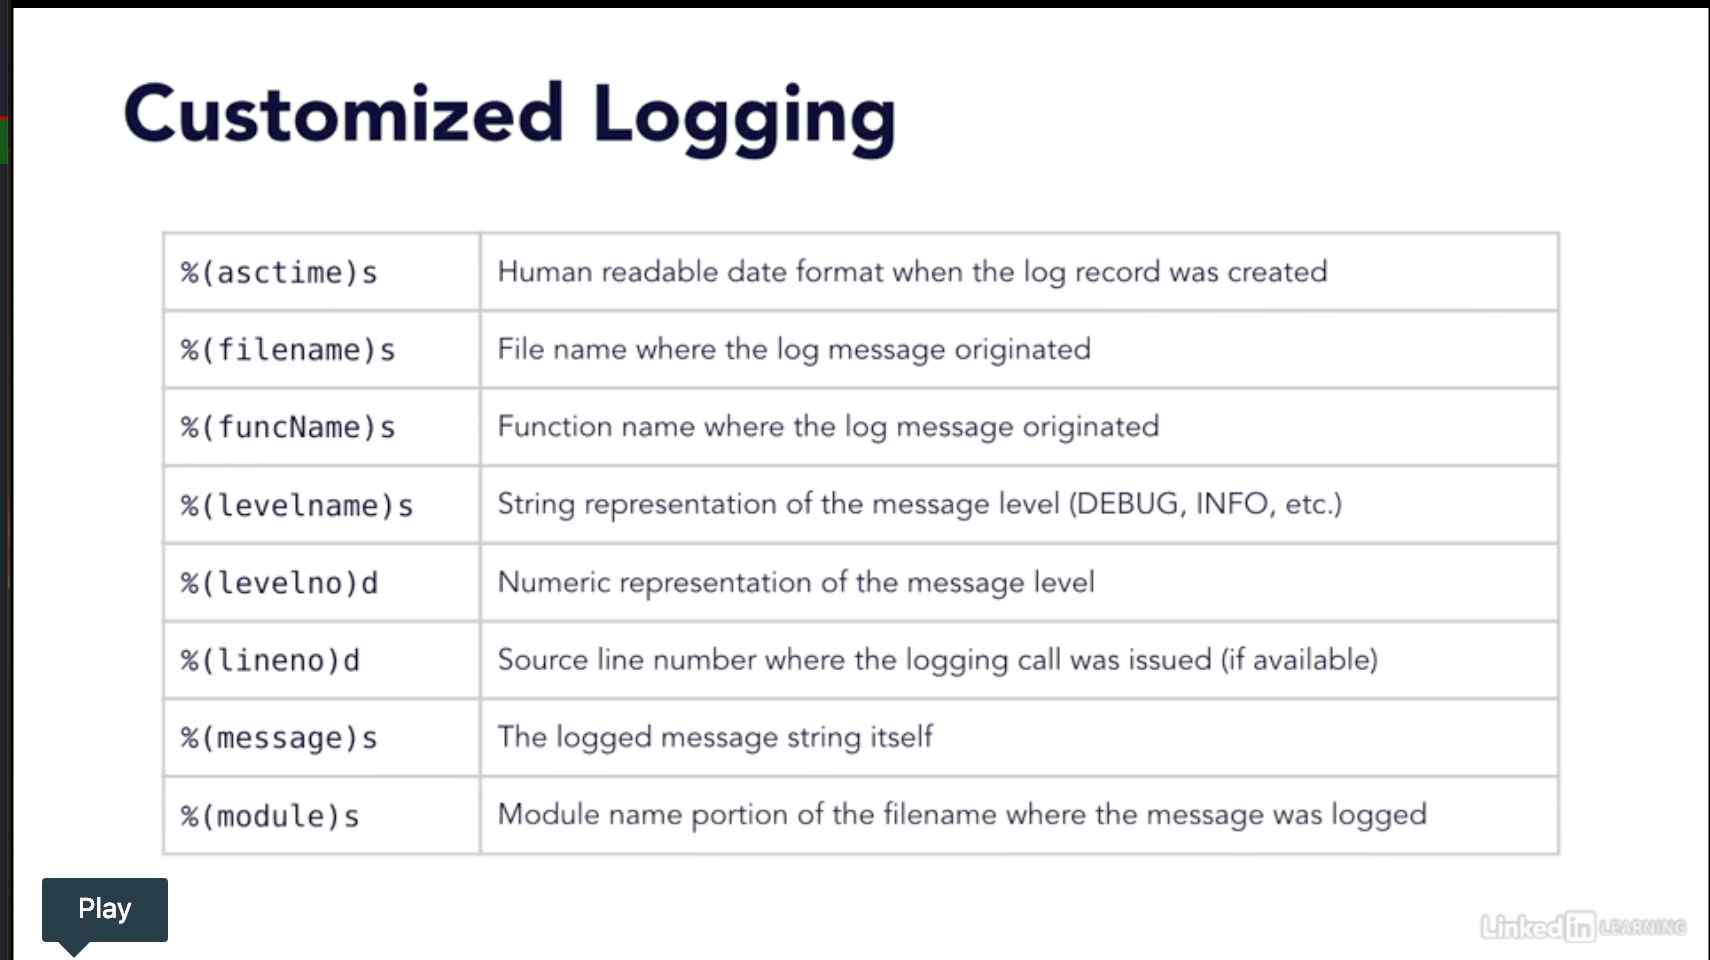 Customized Logging
%(asctime)s Human readable date format when the log record was created
%(filename)s File name where the log message originated
%(funcName)s Function name where the log message originated
%(levelname)s String representation of the message level (DEBUG, INFO, etc.)
%(levelno)d Numeric representation of the message level
%(lineno)d Source line number where the logging call was issued (if available)
%(message)s The logged message string itself
%(module)s Module name portion of the filename where the message was logged
Play
Linked in LEARNING